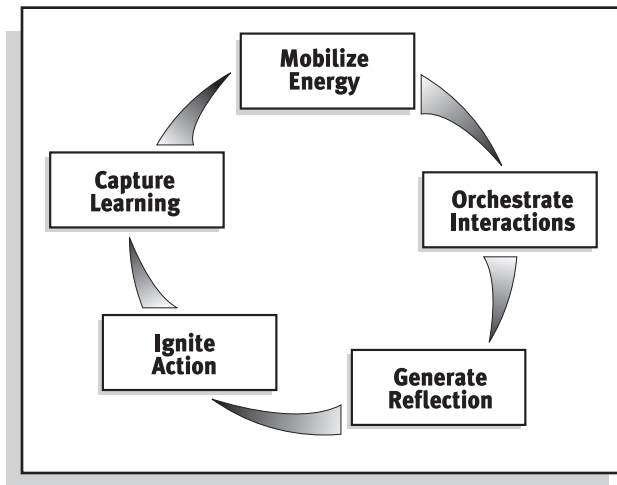 Mobilize
Energy
Orchestrate
Interactions
Generate
Reflection
Ignite
Action
Capture
Learning